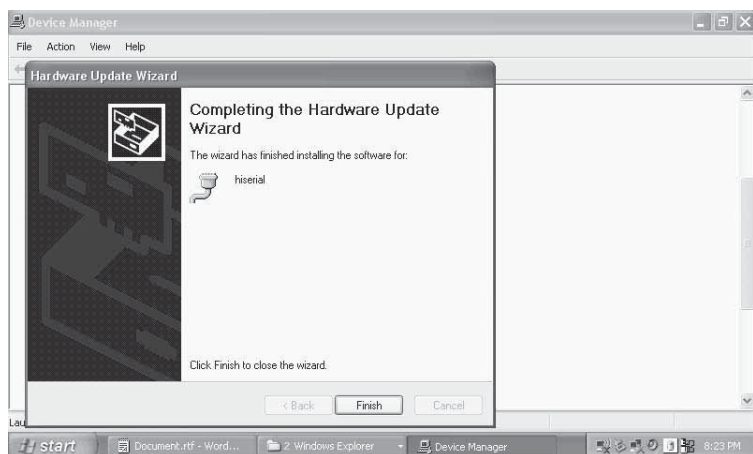 Device Manager
File Action View Help
Hardware Update Wizard
Completing the Hardware Update
Wizard
The wizard has finished installing the software for:
hiserial
Click Finish to close the wizard.
< Back Finish Cancel
Lau
start Document.rtf - Word... 2 Windows Explorer Device Manager 8:23 PM